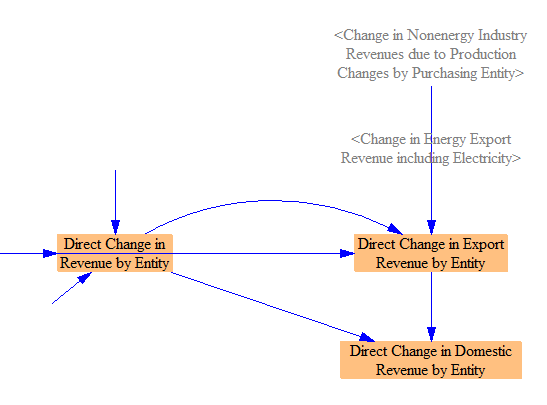 <Change in Nonenergy Industry
Revenues due to Production
Changes by Purchasing Entity>
<Change in Energy Export
Revenue including Electricity>
Direct Change in
Revenue by Entity
Direct Change in Export
Revenue by Entity
Direct Change in Domestic
Revenue by Entity